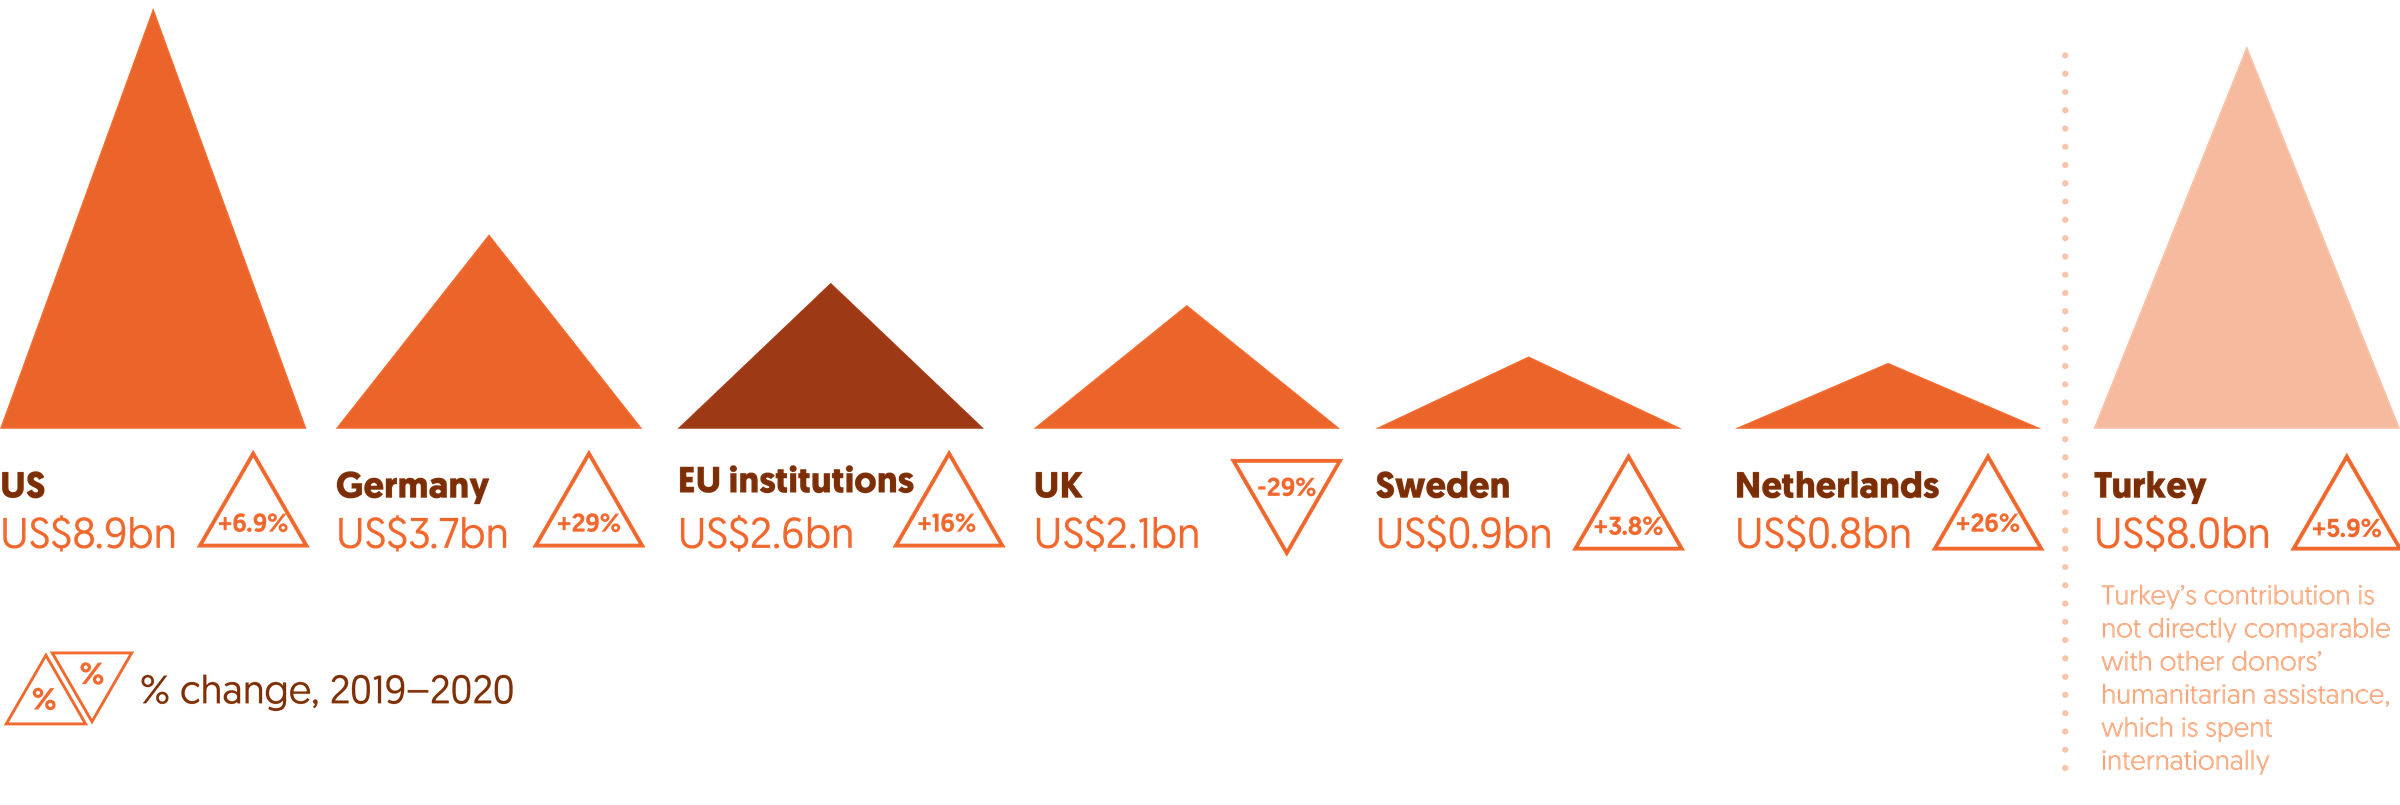 US
US$8.9bn
+6.9%
Germany
US$3.7bn
+29%
EU institutions
US$2.6bn
+16%
UK
US$2.1bn
-29%
Sweden
US$0.9bn
+3.8%
Netherlands
US$0.8bn
+26%
Turkey
US$8.0bn
+5.9%
Turkey’s contribution is
not directly comparable
with other donors’
humanitarian assistance,
which is spent
internationally
%
%
% change, 2019–2020